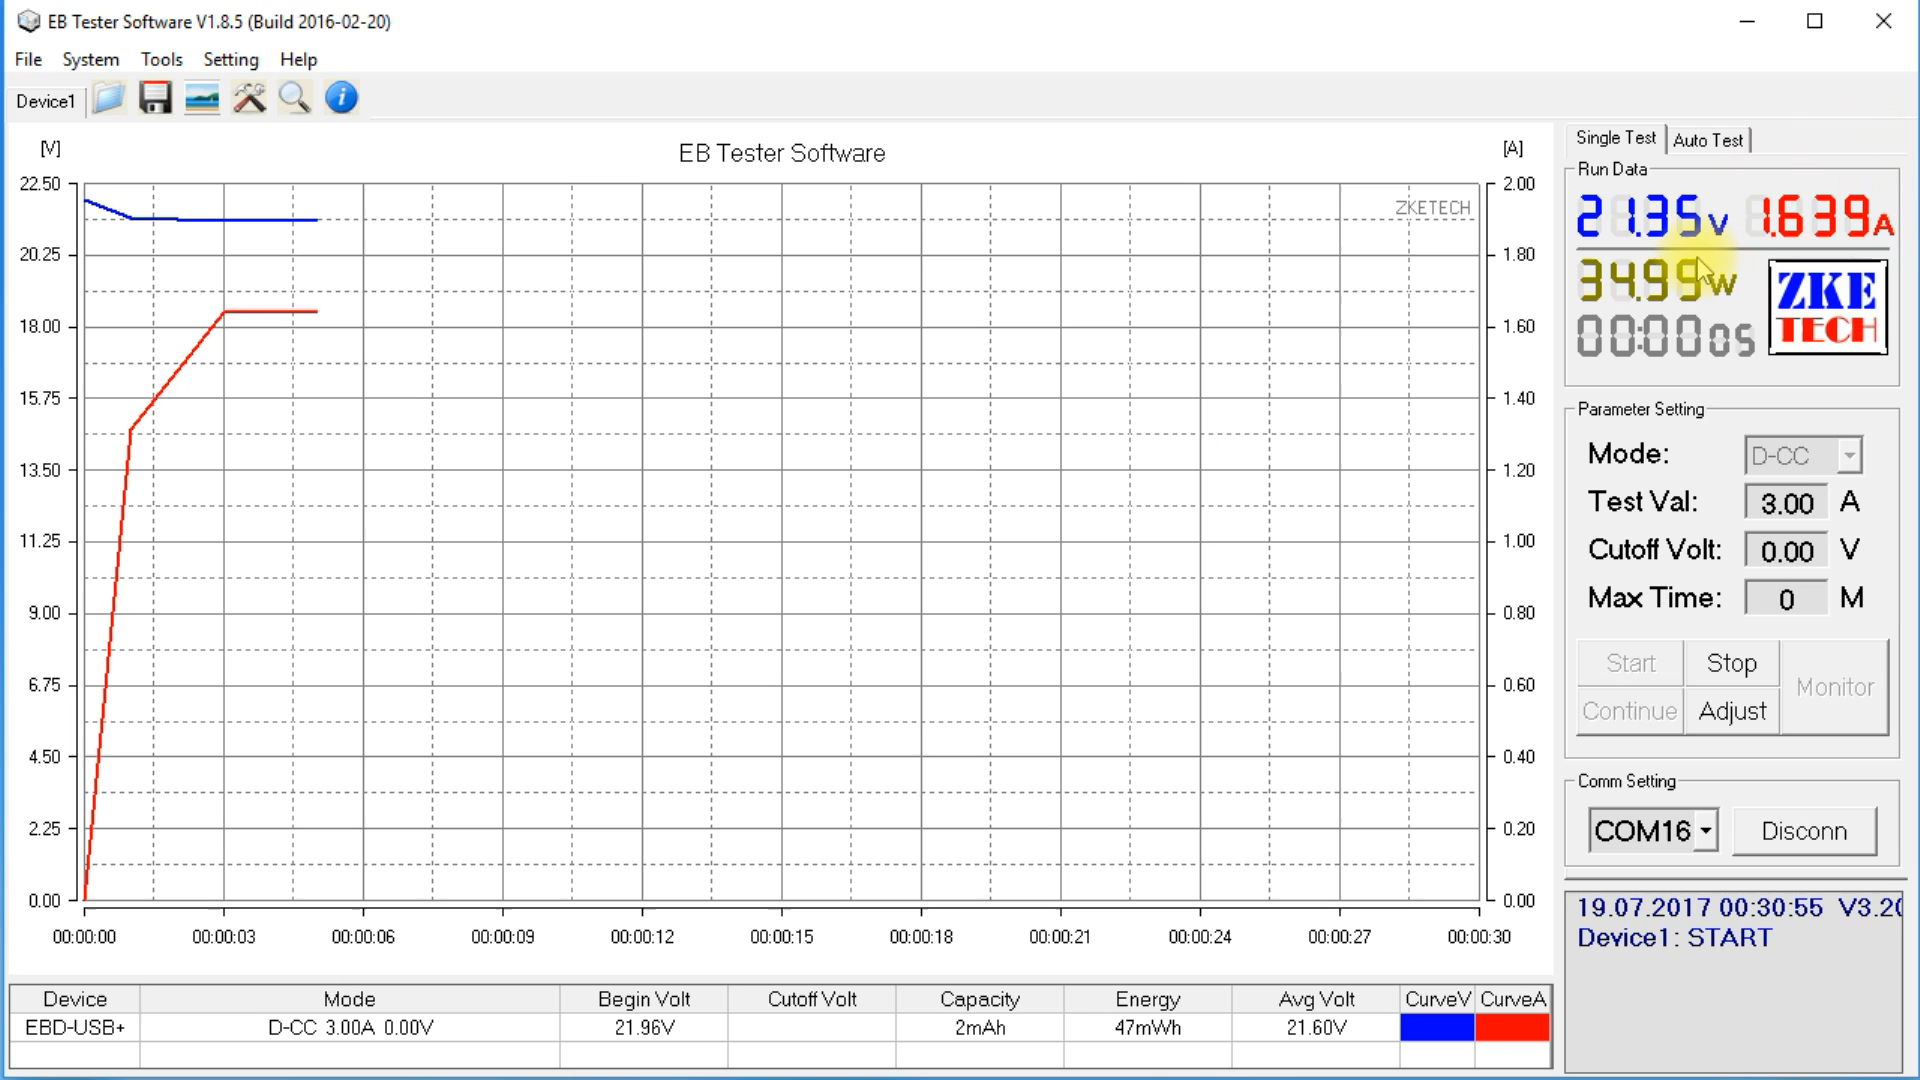 EB Tester Software V1.8.5 (Build 2016-02-20)
File System Tools Setting Help
Device1
[V]
EB Tester Software
[A]
ZKETECH
22.50
20.25
18.00
15.75
13.50
11.25
9.00
6.75
4.50
2.25
0.00
2.00
1.80
1.60
1.40
1.20
1.00
0.80
0.60
0.40
0.20
0.00
00:00:00 00:00:03 00:00:06 00:00:09 00:00:12 00:00:15 00:00:18 00:00:21 00:00:24 00:00:27 00:00:30
Device Mode Begin Volt Cutoff Volt Capacity Energy Avg Volt CurveV CurveA
EBD-USB+ D-CC 3.00A 0.00V 21.96V 2mAh 47mWh 21.60V
Single Test Auto Test
Run Data
21.35V 1.639A
34.99W
00:00 05
ZKE
TECH
Parameter Setting
Mode: D-CC
Test Val: 3.00 A
Cutoff Volt: 0.00 V
Max Time: 0 M
Start Stop
Monitor
Continue Adjust
Comm Setting
COM16 Disconn
19.07.2017 00:30:55 V3.20
Device1: START